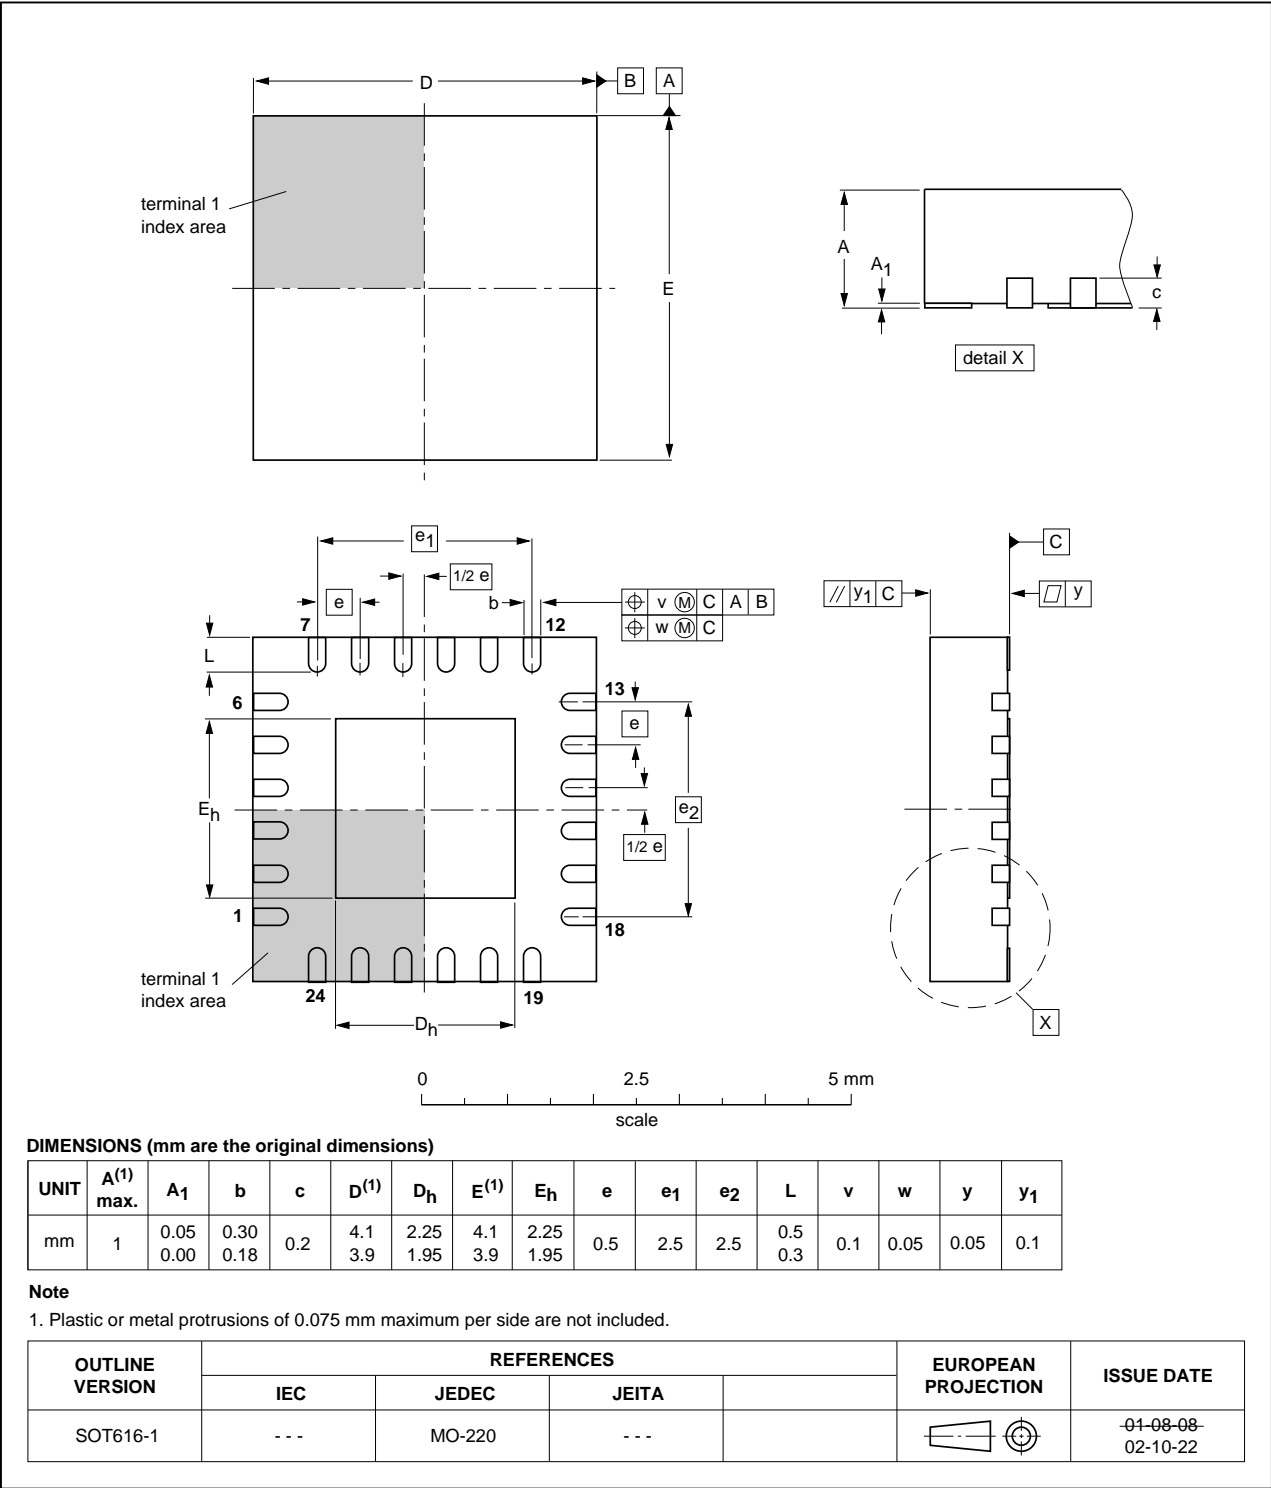 D
B
A
terminal 1
index area
E
A
A1
c
detail X
e1
C
e
1/2 e
b
⌖ v Ⓜ C A B
⌖ w Ⓜ C
// y1 C
⏥ y
7
12
L
6
13
e
Eh
e2
1/2 e
1
18
terminal 1
index area
24
19
Dh
X
0 2.5 5 mm
scale
DIMENSIONS (mm are the original dimensions)
UNIT A(1) max. A1 b c D(1) Dh E(1) Eh e e1 e2 L v w y y1
mm 1 0.05 0.00 0.30 0.18 0.2 4.1 3.9 2.25 1.95 4.1 3.9 2.25 1.95 0.5 2.5 2.5 0.5 0.3 0.1 0.05 0.05 0.1
Note
1. Plastic or metal protrusions of 0.075 mm maximum per side are not included.
OUTLINE VERSION REFERENCES EUROPEAN PROJECTION ISSUE DATE
IEC JEDEC JEITA
SOT616-1 - - - MO-220 - - - 01-08-08
02-10-22